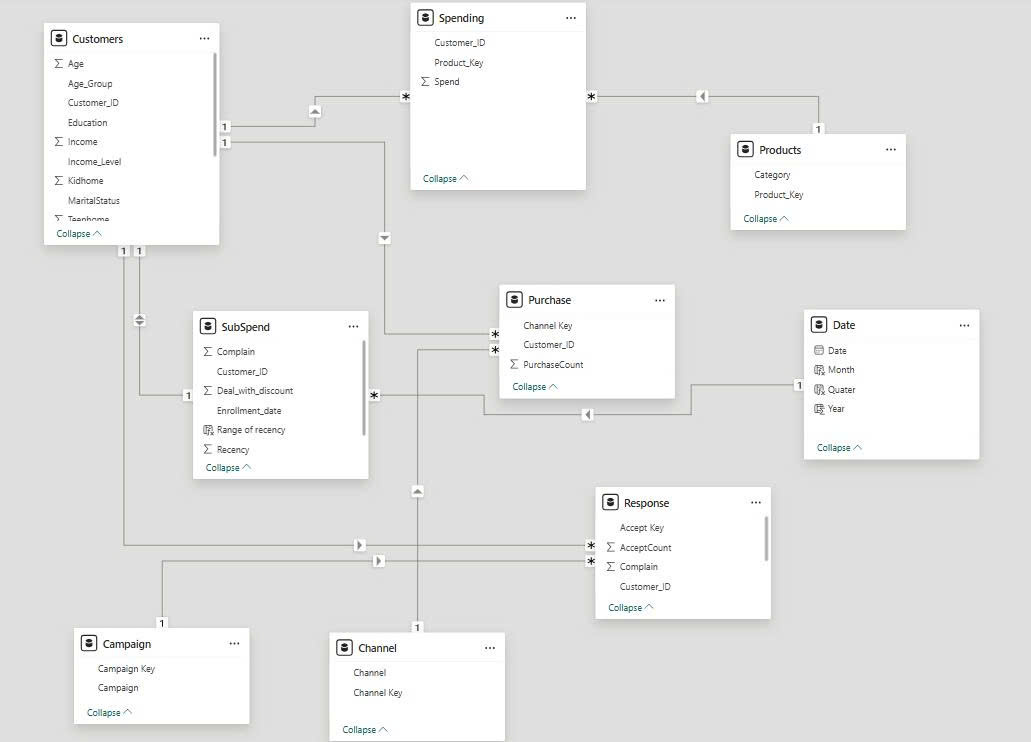 Customers
Age
Age_Group
Customer_ID
Education
Income
Income_Level
Kidhome
MaritalStatus
Teenhome
Collapse
1
1
1
1
Spending
Customer_ID
Product_Key
Spend
Collapse
*
*
Products
Category
Product_Key
Collapse
1
SubSpend
Complain
Customer_ID
Deal_with_discount
Enrollment_date
Range of recency
Recency
Collapse
1
*
Purchase
Channel Key
Customer_ID
PurchaseCount
Collapse
*
*
Date
Date
Month
Quater
Year
Collapse
1
Response
Accept Key
AcceptCount
Complain
Customer_ID
Collapse
*
*
Campaign
Campaign Key
Campaign
Collapse
1
Channel
Channel
Channel Key
Collapse
1